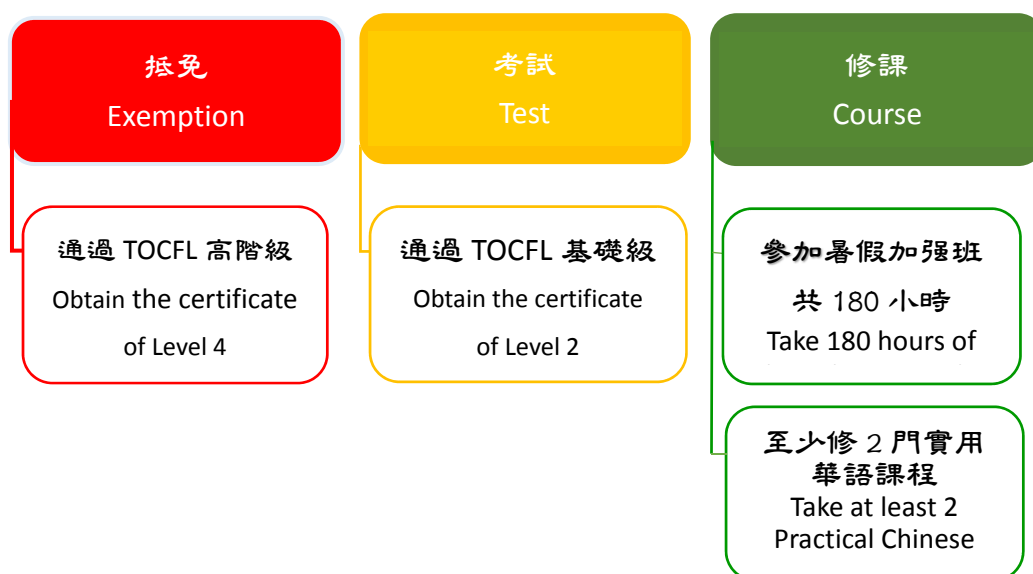 抵免
Exemption
通過 TOCFL 高階級
Obtain the certificate
of Level 4
考試
Test
通過 TOCFL 基礎級
Obtain the certificate
of Level 2
修課
Course
參加暑假加强班
共 180 小時
Take 180 hours of
至少修 2 門實用
華語課程
Take at least 2
Practical Chinese